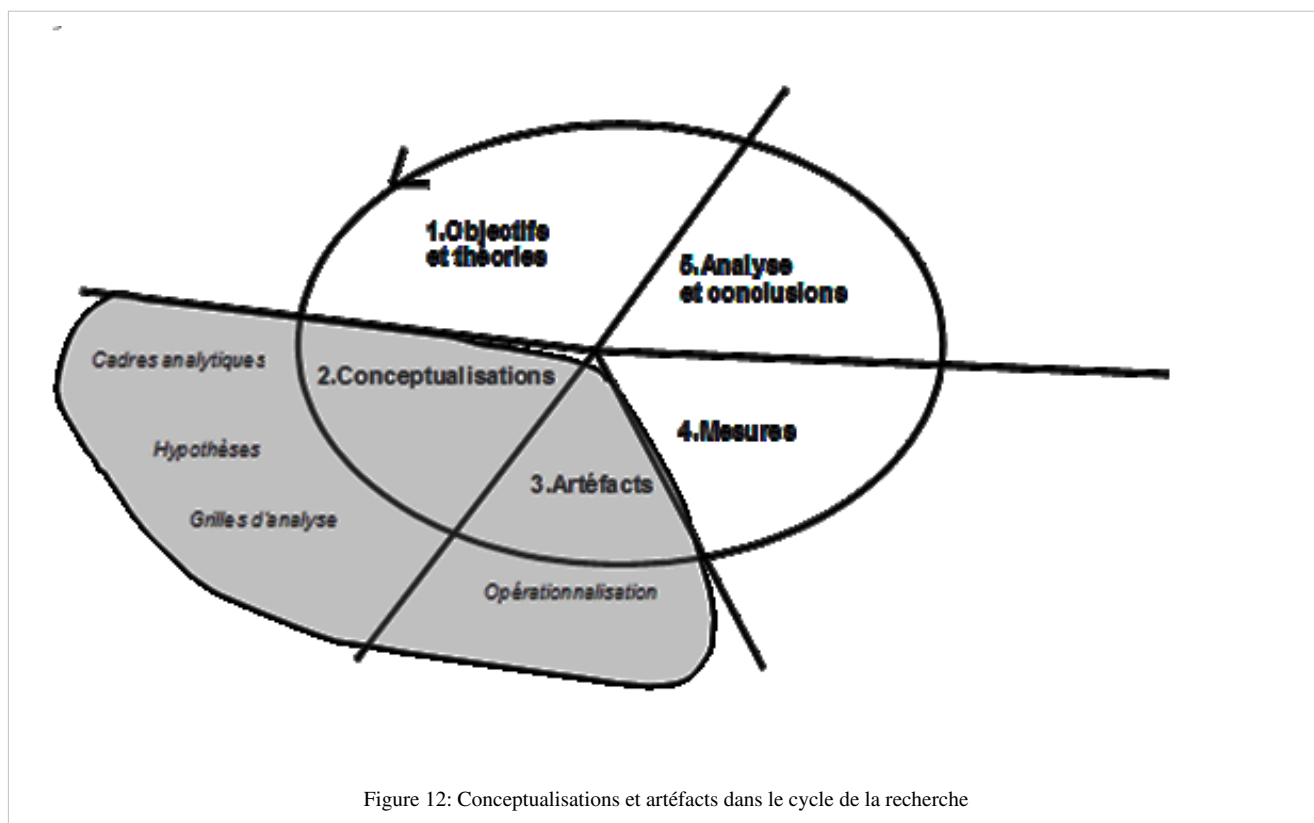 1.Objectifs
et théories
5.Analyse
et conclusions
Cadres analytiques
2.Conceptualisations
4.Mesures
Hypothèses
3.Artéfacts
Grilles d'analyse
Opérationnalisation
Figure 12: Conceptualisations et artéfacts dans le cycle de la recherche